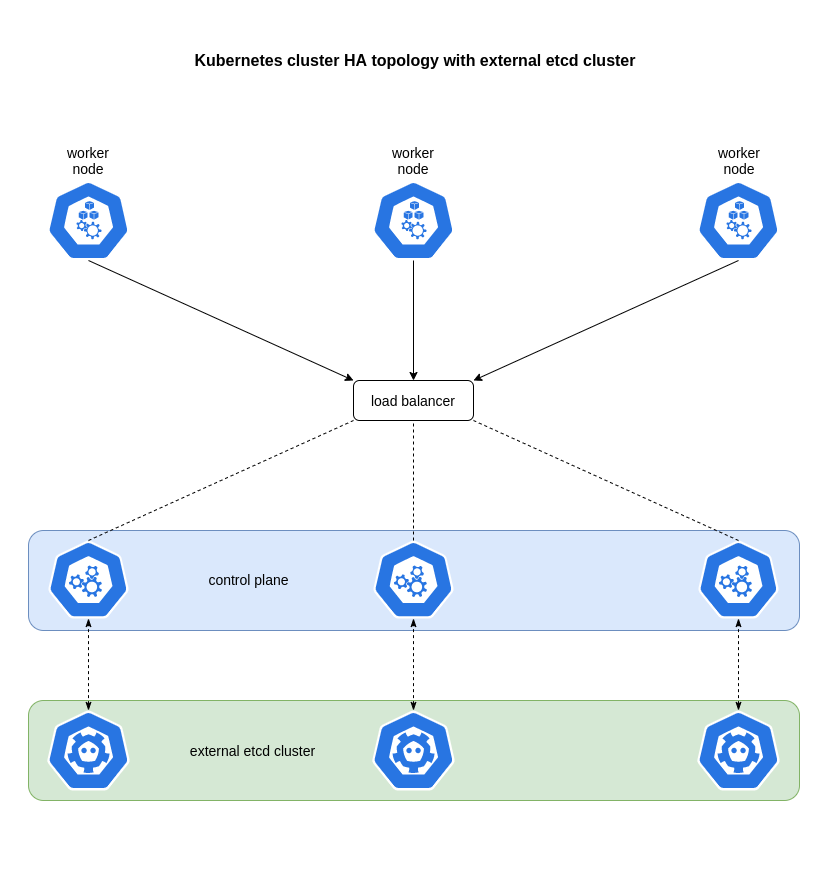 Kubernetes cluster HA topology with external etcd cluster
worker
node
worker
node
worker
node
load balancer
control plane
external etcd cluster